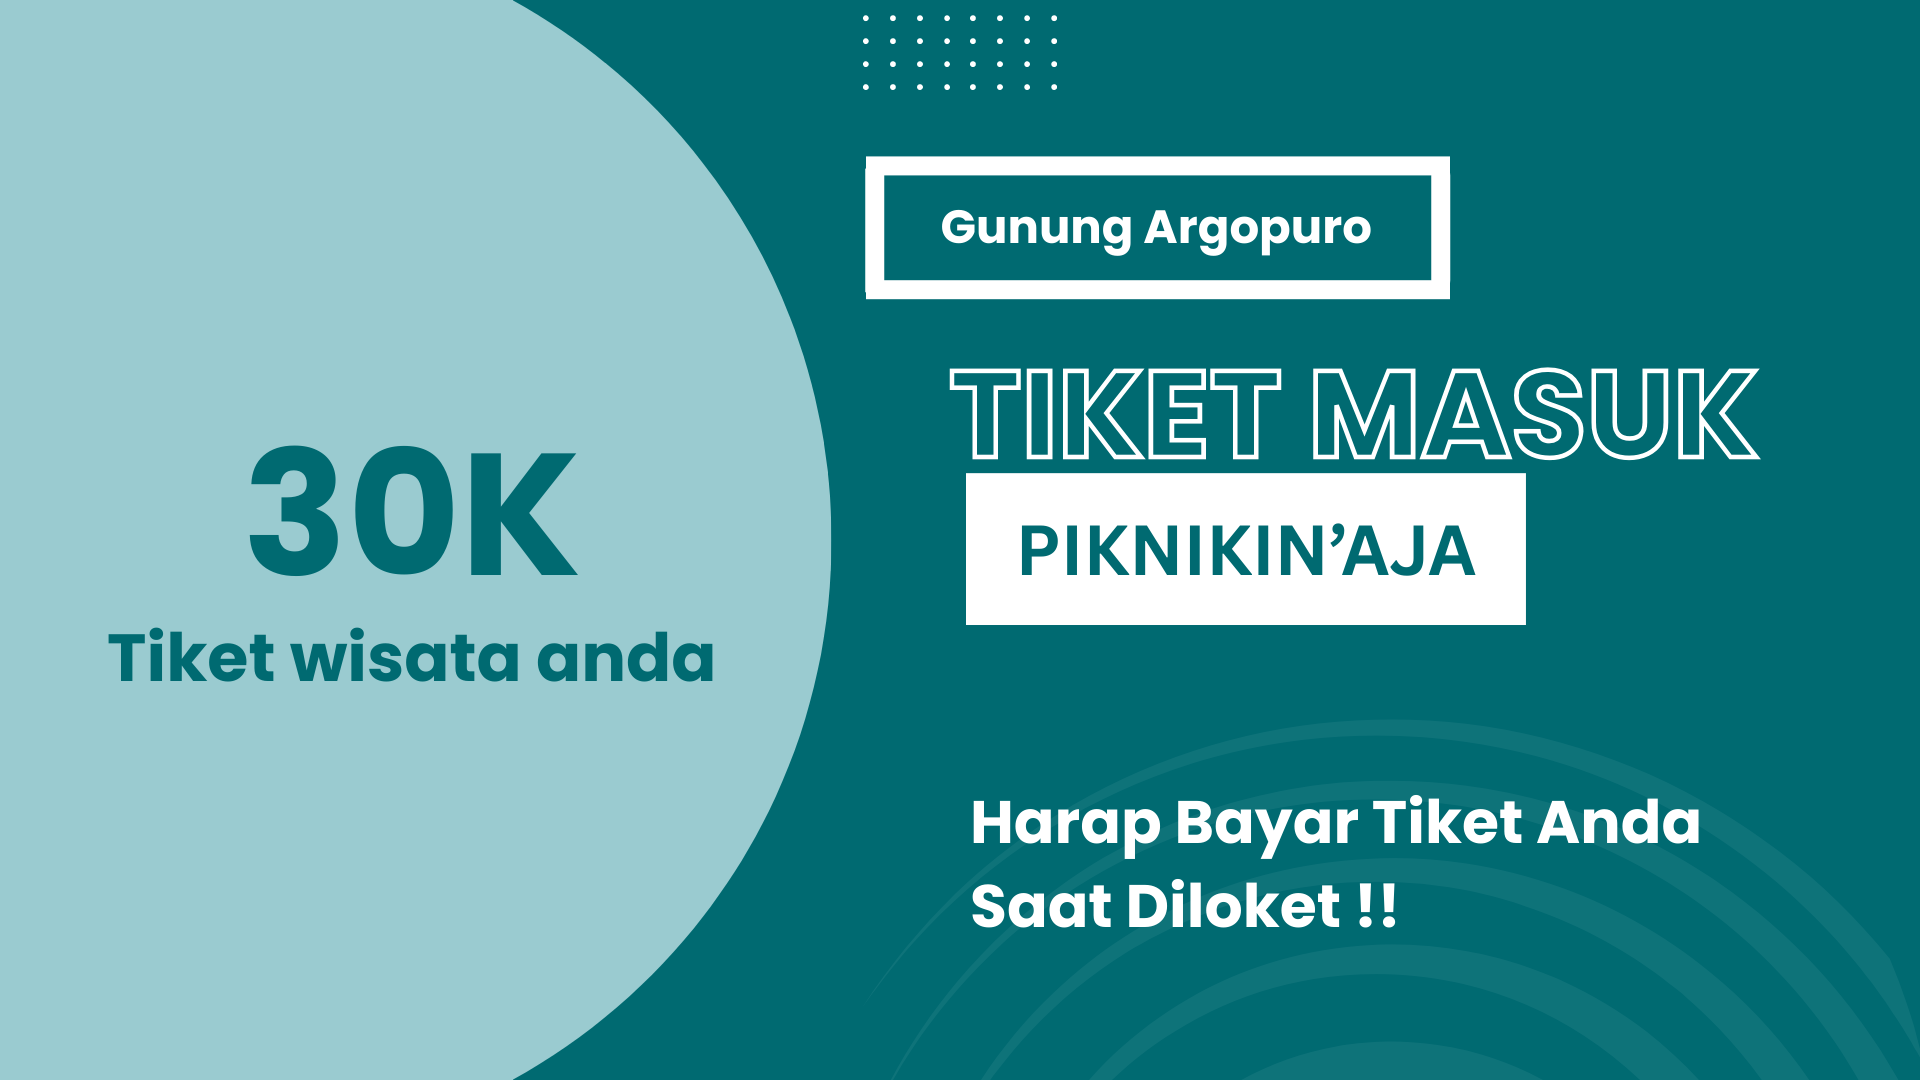 30K
Tiket wisata anda
Gunung Argopuro
TIKET MASUK
PIKNIKIN’AJA
Harap Bayar Tiket Anda
Saat Diloket !!